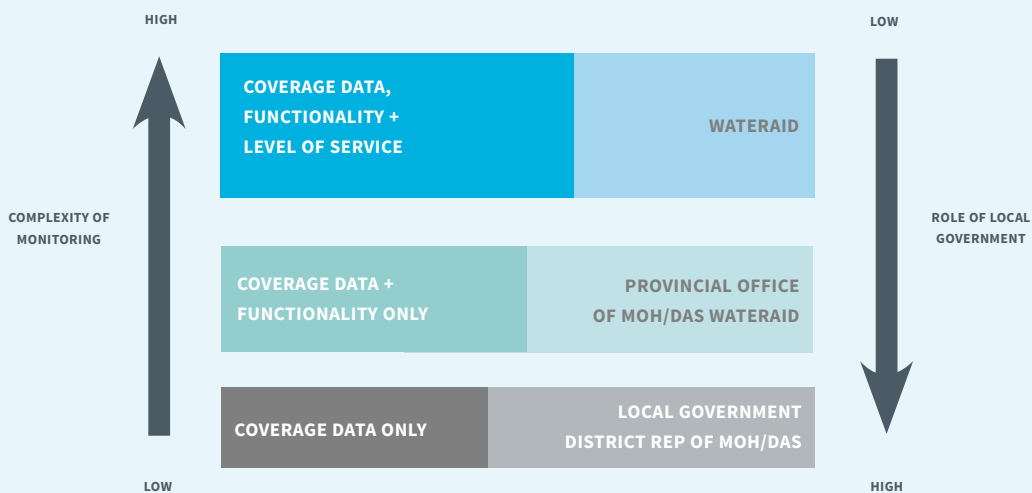 HIGH
LOW
COVERAGE DATA,
FUNCTIONALITY +
LEVEL OF SERVICE
WATERAID
COMPLEXITY OF
MONITORING
ROLE OF LOCAL
GOVERNMENT
COVERAGE DATA +
FUNCTIONALITY ONLY
PROVINCIAL OFFICE
OF MOH/DAS WATERAID
COVERAGE DATA ONLY
LOCAL GOVERNMENT
DISTRICT REP OF MOH/DAS
LOW
HIGH